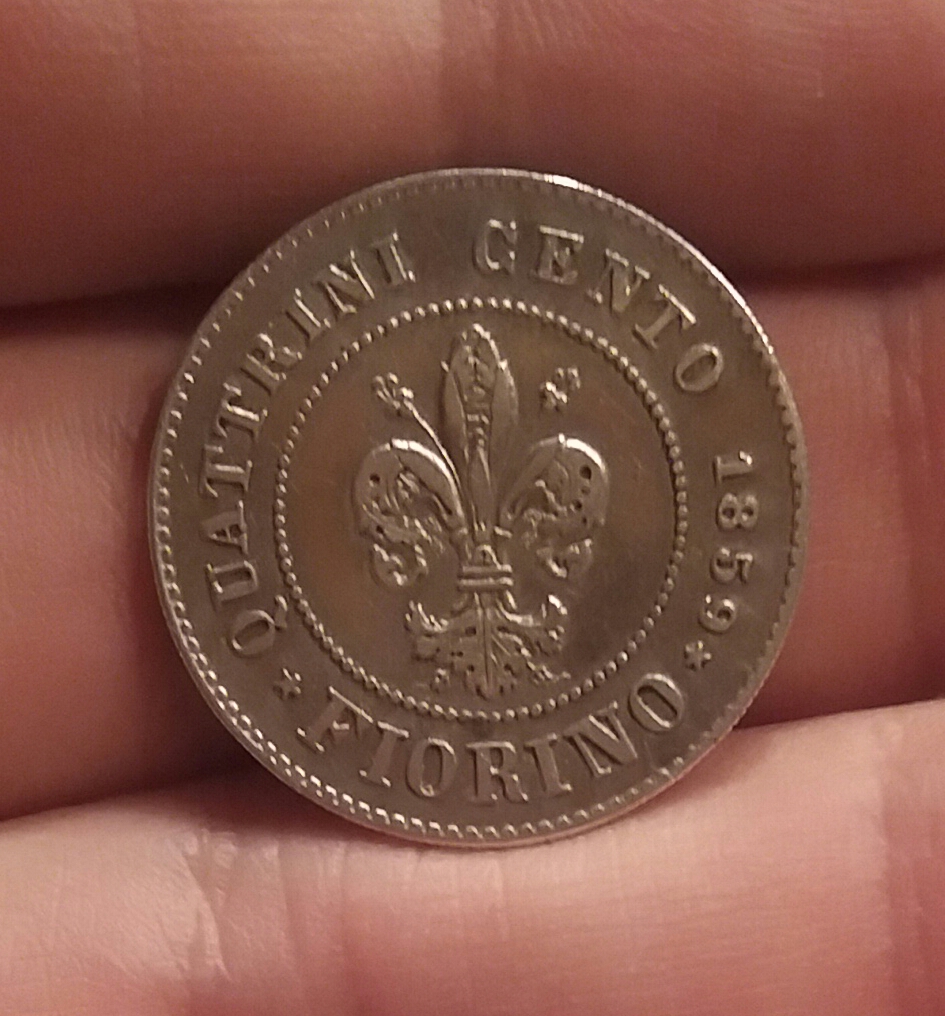 QUATTRINI CENTO 1859
* FIORINO *